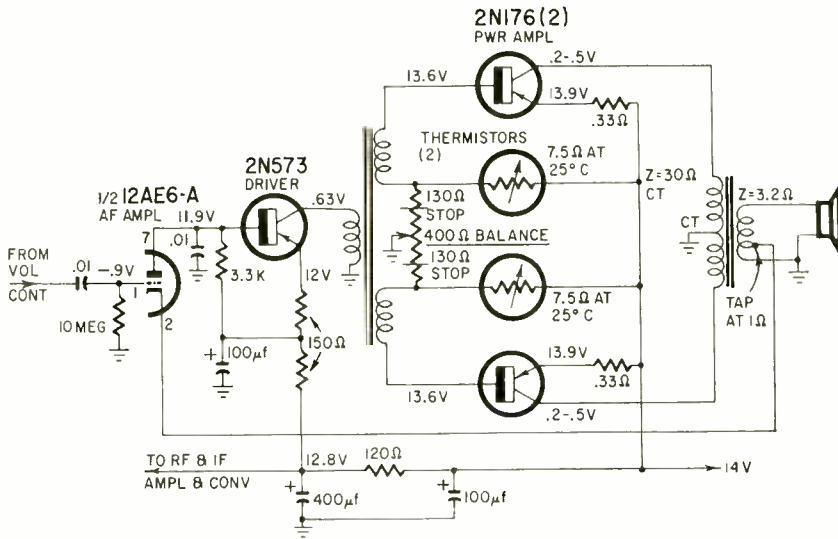 2N176(2)
PWR AMPL
.2-.5V
13.6V
13.9V
.33Ω
THERMISTORS
(2)
7.5Ω AT
25°C
2N573
DRIVER
.63V
Z=30Ω
CT
Z=3.2Ω
1/2 12AE6-A
AF AMPL
11.9V
130Ω
STOP
400Ω BALANCE
130Ω
STOP
CT
7
.01
FROM
VOL
CONT
.01
-.9V
1
3.3K
12V
2
10 MEG
150Ω
+
100µf
7.5Ω AT
25°C
TAP
AT 1Ω
13.9V
.33Ω
13.6V
.2-.5V
TO RF & IF
AMPL & CONV
12.8V
120Ω
14V
+
400µf
+
100µf